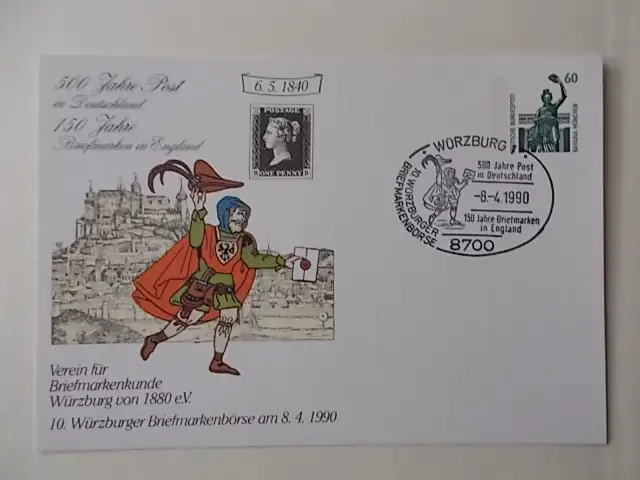 500 Jahre Post
in Deutschland
150 Jahre
Briefmarken in England
6. 5. 1840
POSTAGE
ONE PENNY
Verein für
Briefmarkenkunde
Würzburg von 1880 e.V.
10. Würzburger Briefmarkenbörse am 8. 4. 1990
60
DEUTSCHE BUNDESPOST
WÜRZBURG 1
500 Jahre Post
in Deutschland
-8.-4.1990
150 Jahre Briefmarken
in England
10. WÜRZBURGER
BRIEFMARKENBÖRSE
8700